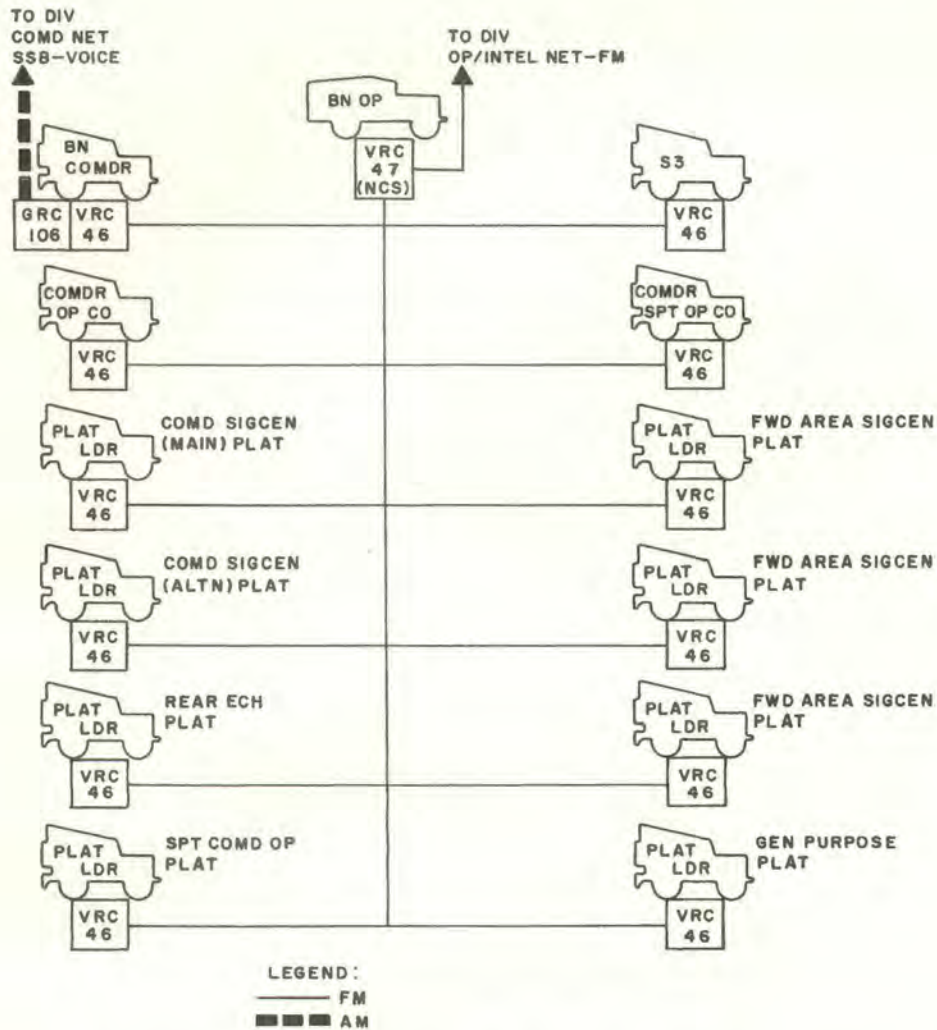 TO DIV
COMD NET
SSB-VOICE
TO DIV
OP/INTEL NET-FM
BN OP
VRC
47
(NCS)
BN
COMDR
GRC
106
VRC
46
S3
VRC
46
COMDR
OP CO
VRC
46
COMDR
SPT OP CO
VRC
46
PLAT
LDR
COMD SIGCEN
(MAIN) PLAT
VRC
46
PLAT
LDR
FWD AREA SIGCEN
PLAT
VRC
46
PLAT
LDR
COMD SIGCEN
(ALTN) PLAT
VRC
46
PLAT
LDR
FWD AREA SIGCEN
PLAT
VRC
46
PLAT
LDR
REAR ECH
PLAT
VRC
46
PLAT
LDR
FWD AREA SIGCEN
PLAT
VRC
46
PLAT
LDR
SPT COMD OP
PLAT
VRC
46
PLAT
LDR
GEN PURPOSE
PLAT
VRC
46
LEGEND:
FM
AM